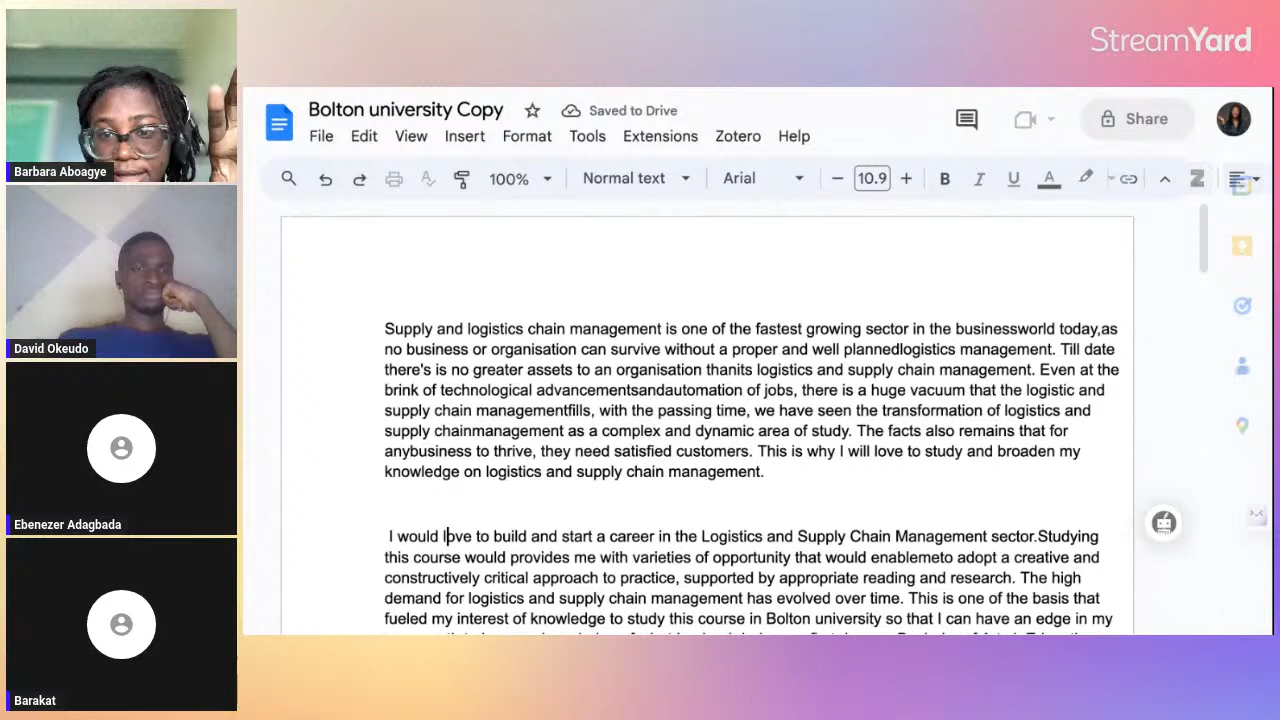 StreamYard
Barbara Aboagye
David Okeudo
Ebenezer Adagbada
Barakat
Bolton university Copy
Saved to Drive
File Edit View Insert Format Tools Extensions Zotero Help
Share
100% Normal text Arial 10.9 B I U A Z
Supply and logistics chain management is one of the fastest growing sector in the businessworld today,as
no business or organisation can survive without a proper and well plannedlogistics management. Till date
there's is no greater assets to an organisation thanits logistics and supply chain management. Even at the
brink of technological advancementsandautomation of jobs, there is a huge vacuum that the logistic and
supply chain managementfills, with the passing time, we have seen the transformation of logistics and
supply chainmanagement as a complex and dynamic area of study. The facts also remains that for
anybusiness to thrive, they need satisfied customers. This is why I will love to study and broaden my
knowledge on logistics and supply chain management.
I would love to build and start a career in the Logistics and Supply Chain Management sector.Studying
this course would provides me with varieties of opportunity that would enablemeto adopt a creative and
constructively critical approach to practice, supported by appropriate reading and research. The high
demand for logistics and supply chain management has evolved over time. This is one of the basis that
fueled my interest of knowledge to study this course in Bolton university so that I can have an edge in my